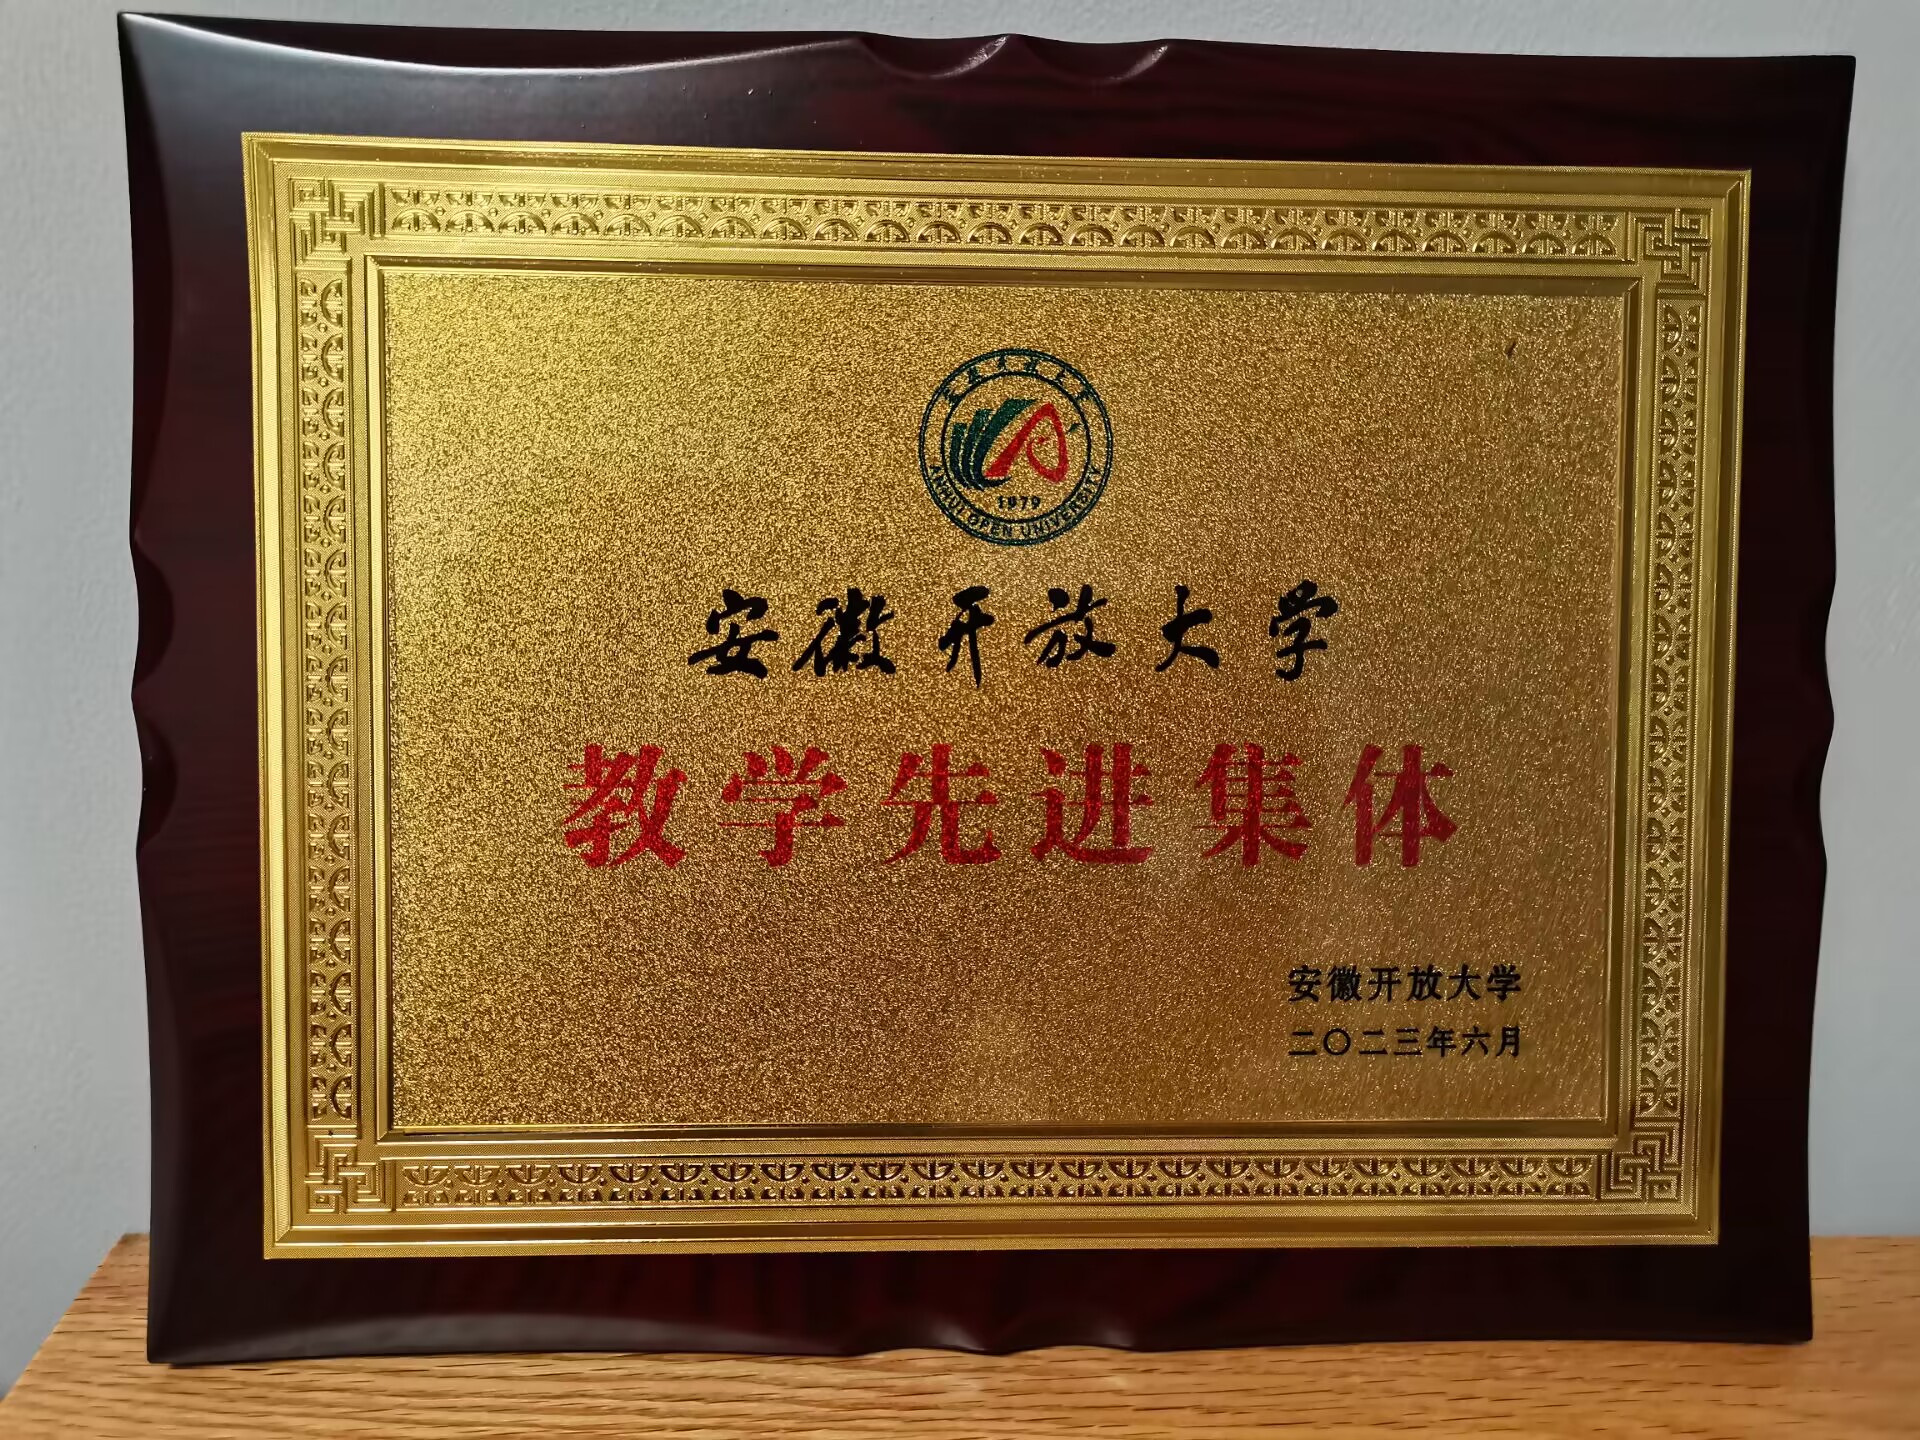 1979
ANHUI OPEN UNIVERSITY
安徽开放大学
教学先进集体
安徽开放大学
二〇二三年六月